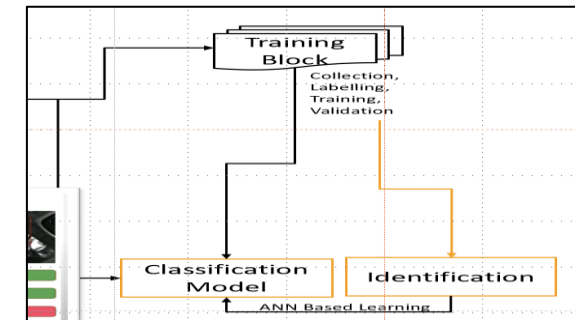 Training
Block
Collection,
Labelling,
Training,
Validation
Classification
Model
Identification
ANN Based Learning